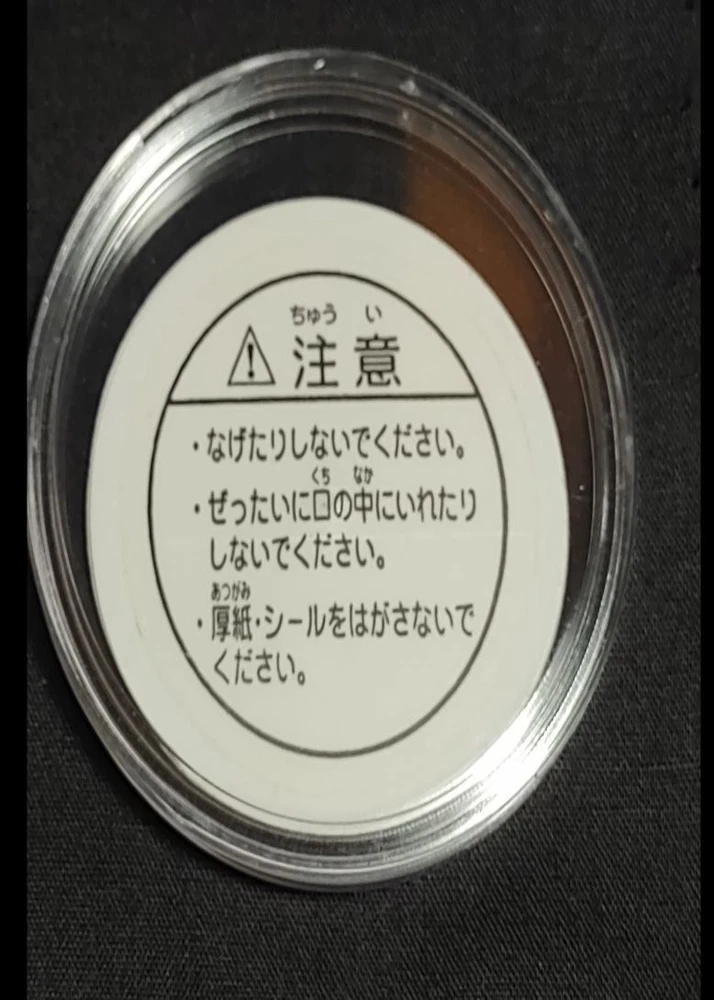 ちゅう い
⚠ 注意
・なげたりしないでください。
くち なか
・ぜったいに口の中にいれたり
しないでください。
あつがみ
・厚紙・シールをはがさないで
ください。